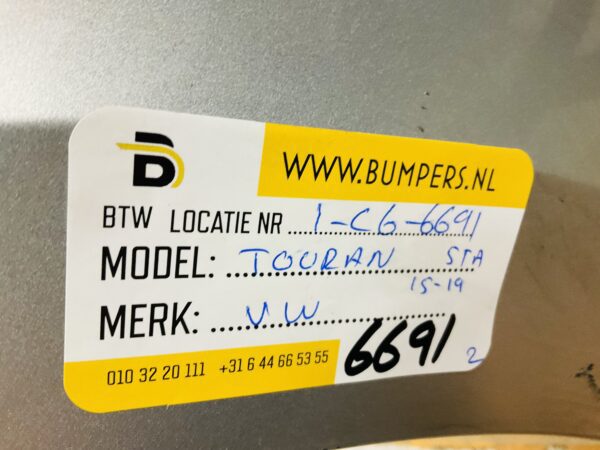 B WWW.BUMPERS.NL
BTW LOCATIE NR 1-C6-6691
MODEL: TOURAN STA
15-19
MERK: VW
6691 2
010 32 20 111 +31 6 44 66 53 55